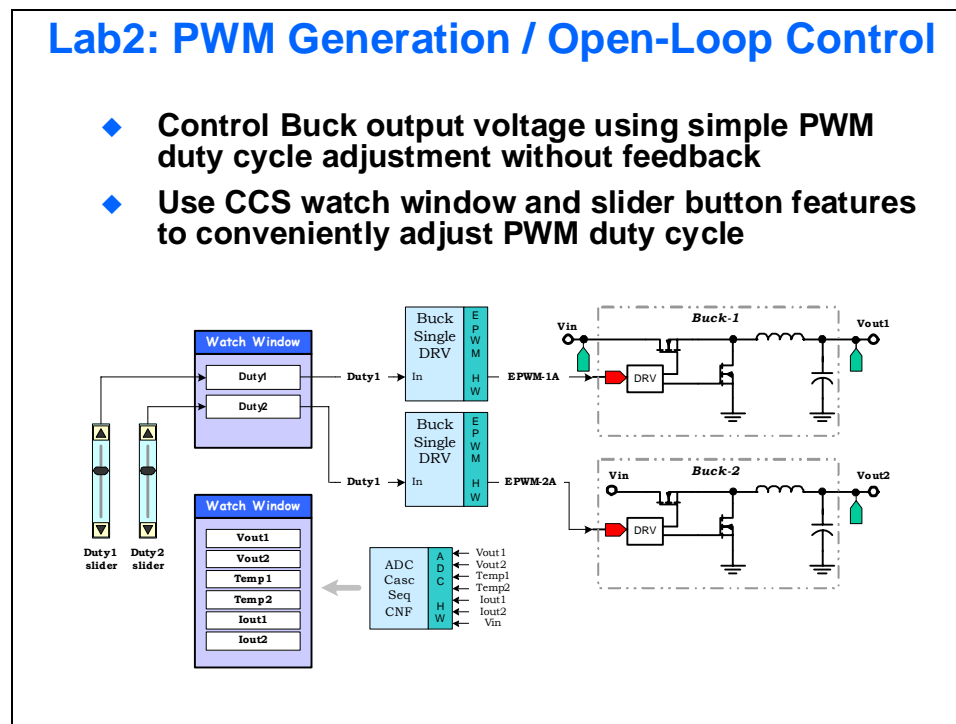 Lab2: PWM Generation / Open-Loop Control
Control Buck output voltage using simple PWM
duty cycle adjustment without feedback
Use CCS watch window and slider button features
to conveniently adjust PWM duty cycle
Watch Window
Duty1
Duty2
Duty1
slider
Duty2
slider
Duty1
Buck
Single
DRV
In
EPWM HW
EPWM-1A
Duty1
Buck
Single
DRV
In
EPWM HW
EPWM-2A
Buck-1
Vin
DRV
Vout1
Buck-2
Vin
DRV
Vout2
Watch Window
Vout1
Vout2
Temp1
Temp2
Iout1
Iout2
ADC
Casc
Seq
CNF
ADC HW
Vout1
Vout2
Temp1
Temp2
Iout1
Iout2
Vin